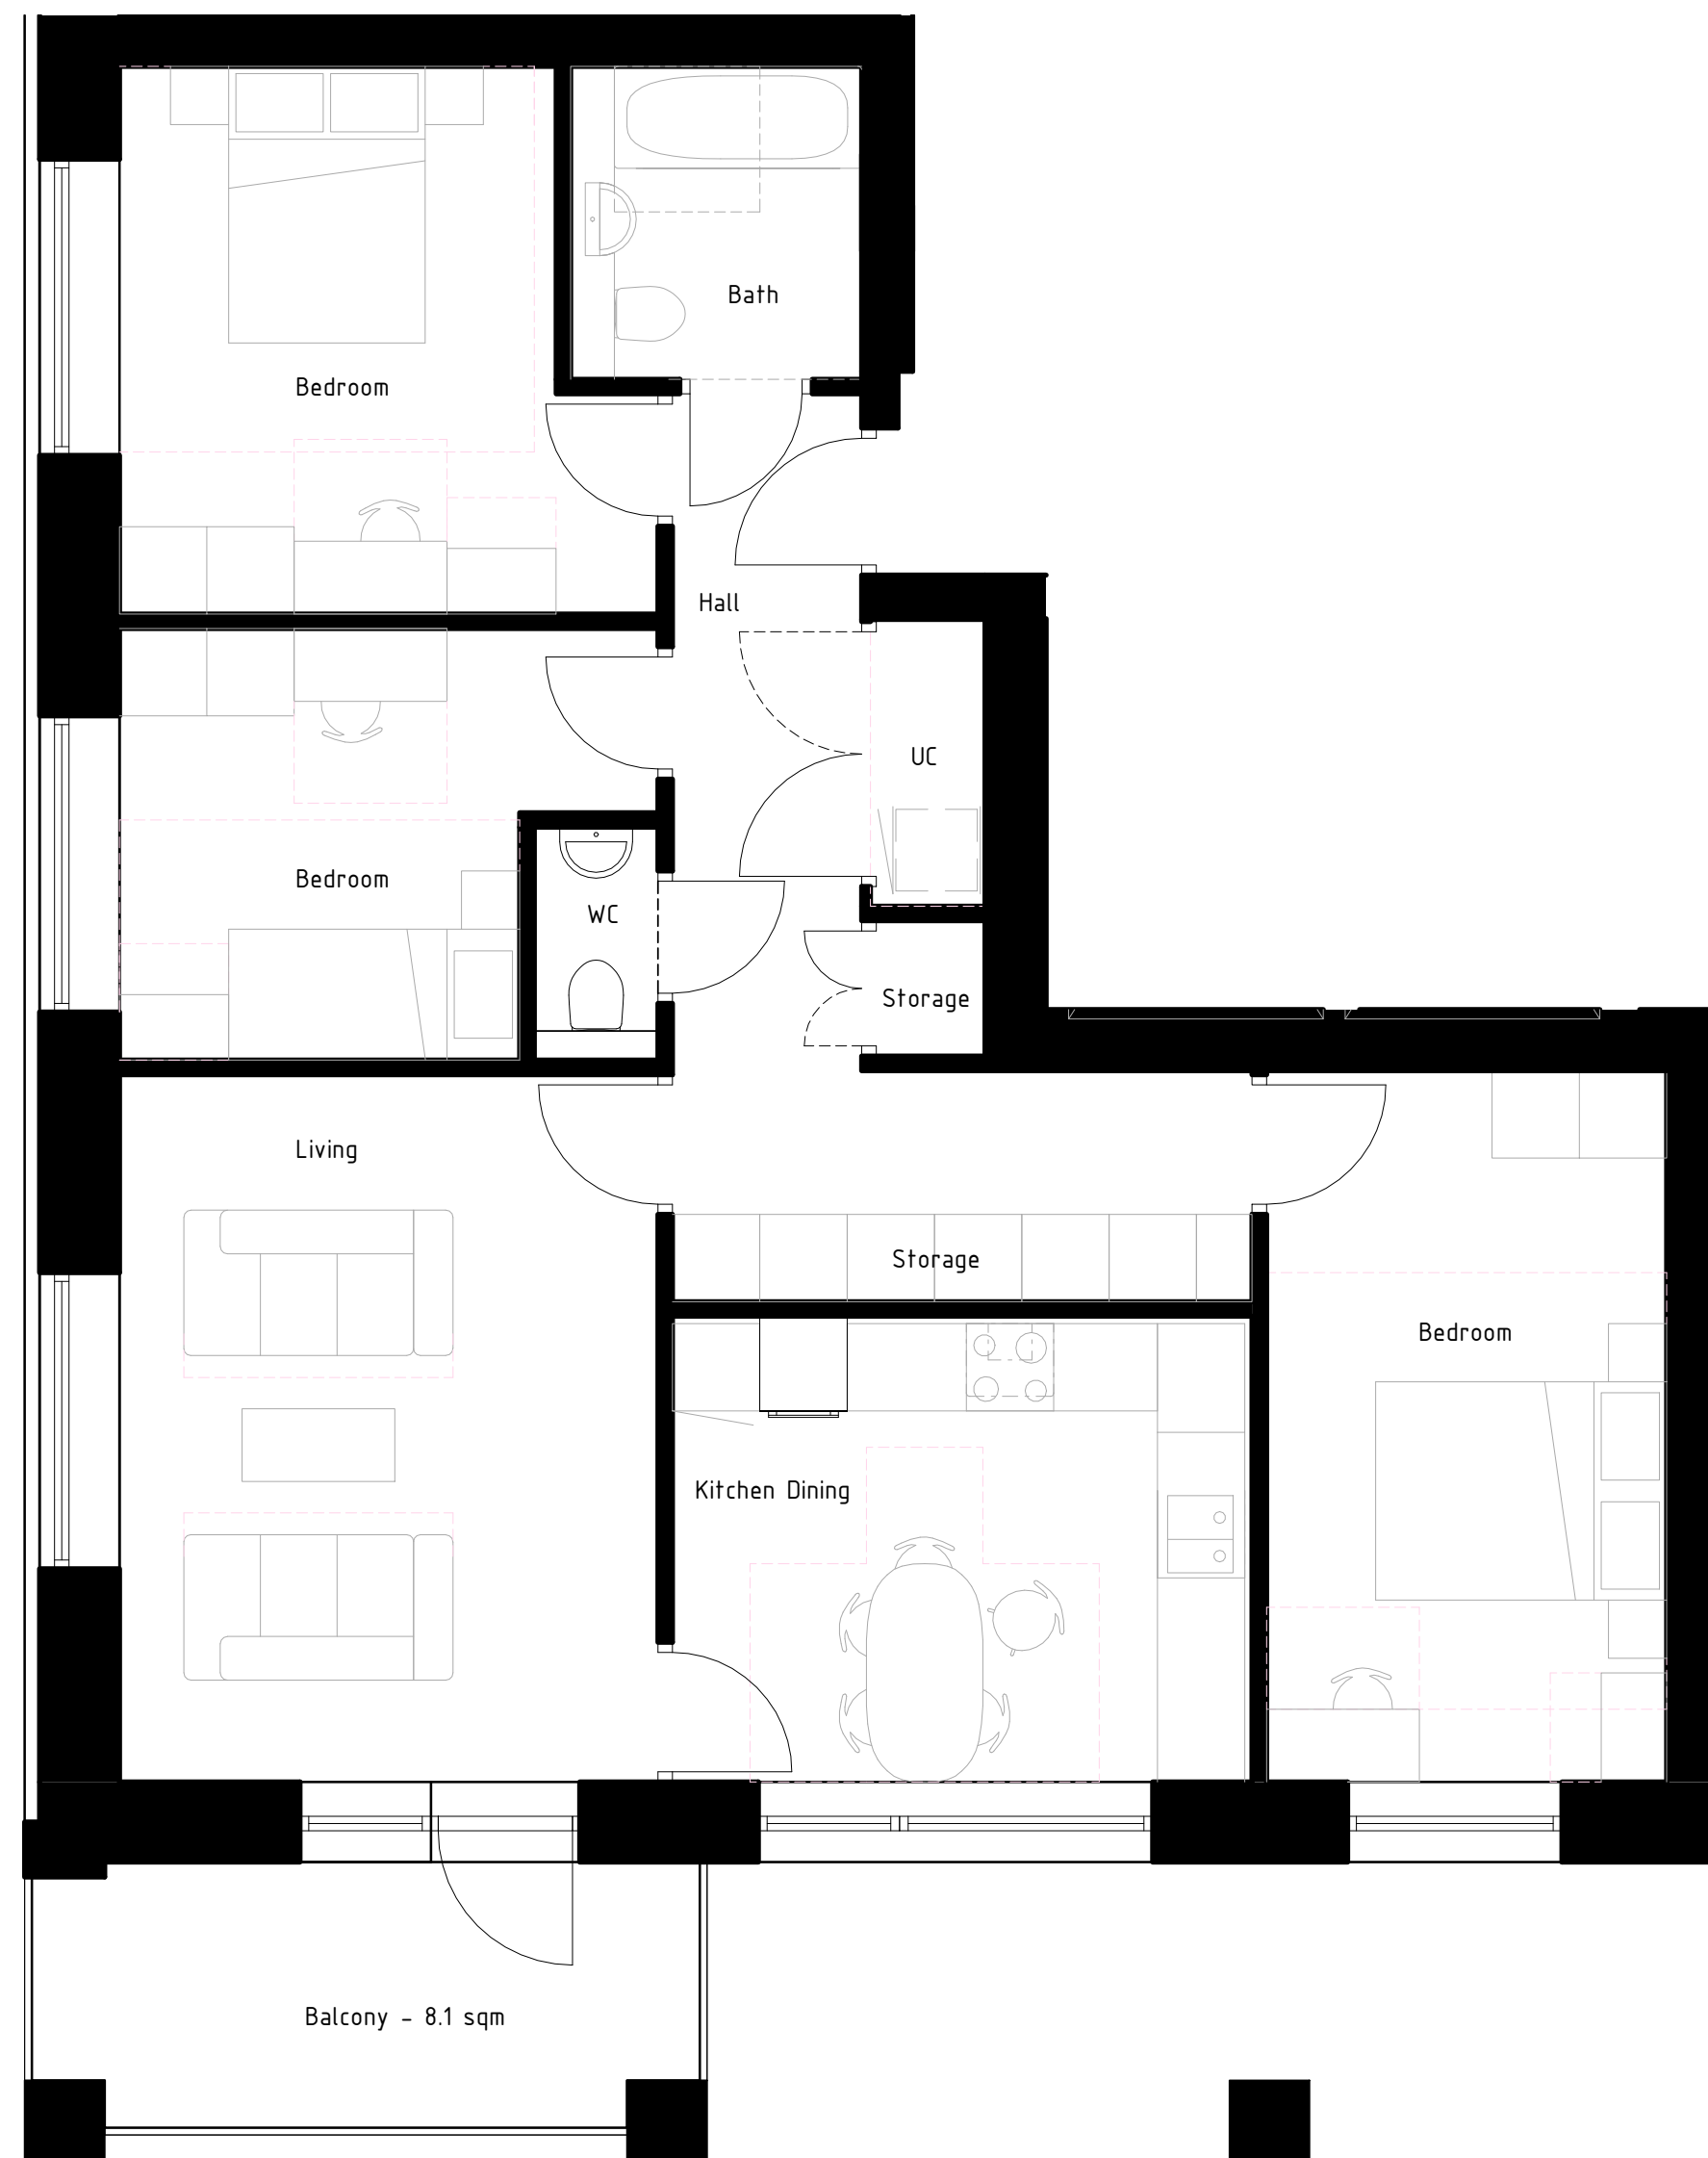 Bath
Bedroom
Hall
UC
Bedroom
WC
Storage
Living
Storage
Bedroom
Kitchen Dining
Balcony - 8.1 sqm